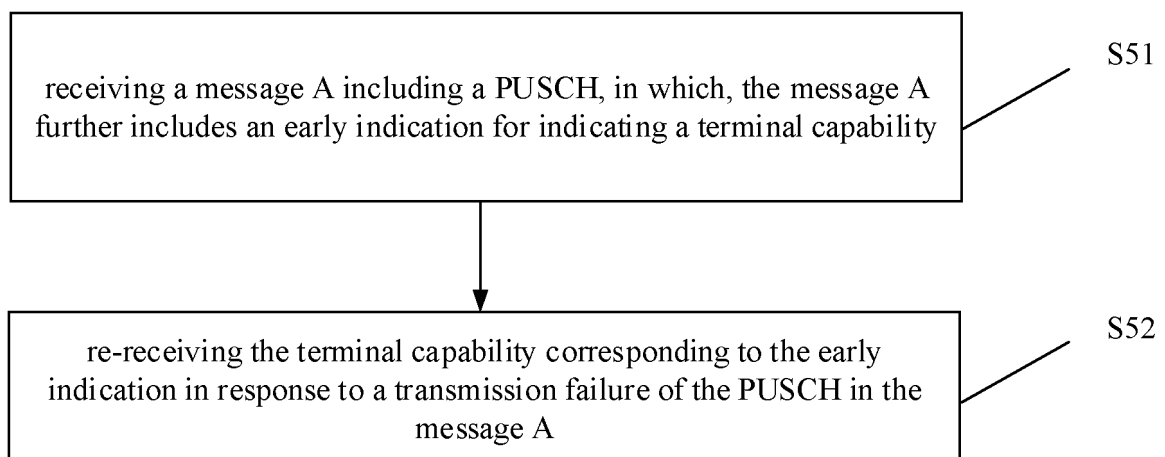 receiving a message A including a PUSCH, in which, the message A
further includes an early indication for indicating a terminal capability
S51
re-receiving the terminal capability corresponding to the early
indication in response to a transmission failure of the PUSCH in the
message A
S52